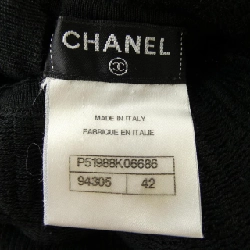 CHANEL
MADE IN ITALY
FABRIQUE EN ITALIE
P51988K06686
94305 42